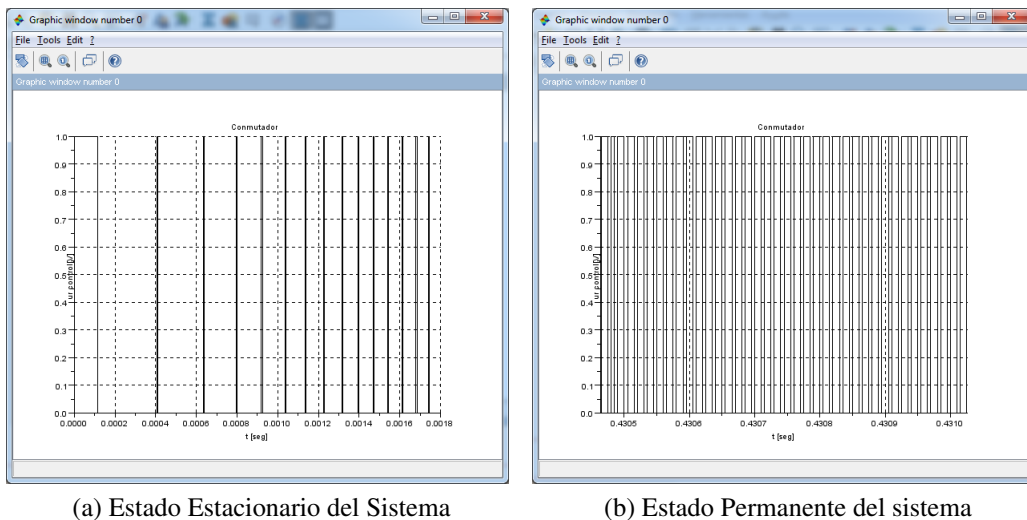 Graphic window number 0
File Tools Edit ?
Graphic window number 0
Conmutador
1.0
0.9
0.8
0.7
0.6
0.5
0.4
0.3
0.2
0.1
0.0
ur control[v]
0.0000 0.0002 0.0004 0.0006 0.0008 0.0010 0.0012 0.0014 0.0016 0.0018
t [seg]
(a) Estado Estacionario del Sistema
Graphic window number 0
File Tools Edit ?
Graphic window number 0
Conmutador
1.0
0.9
0.8
0.7
0.6
0.5
0.4
0.3
0.2
0.1
0.0
0.4305 0.4306 0.4307 0.4308 0.4309 0.4310
t [seg]
(b) Estado Permanente del sistema